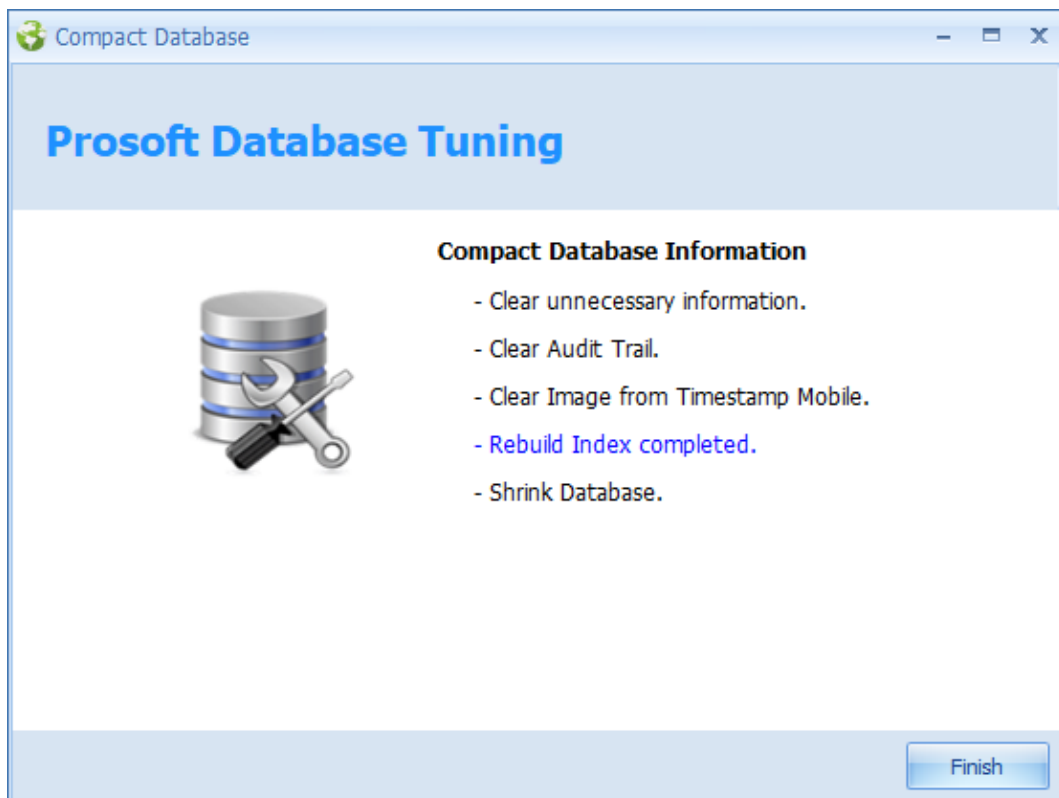 Compact Database
Prosoft Database Tuning
Compact Database Information
- Clear unnecessary information.
- Clear Audit Trail.
- Clear Image from Timestamp Mobile.
- Rebuild Index completed.
- Shrink Database.
Finish